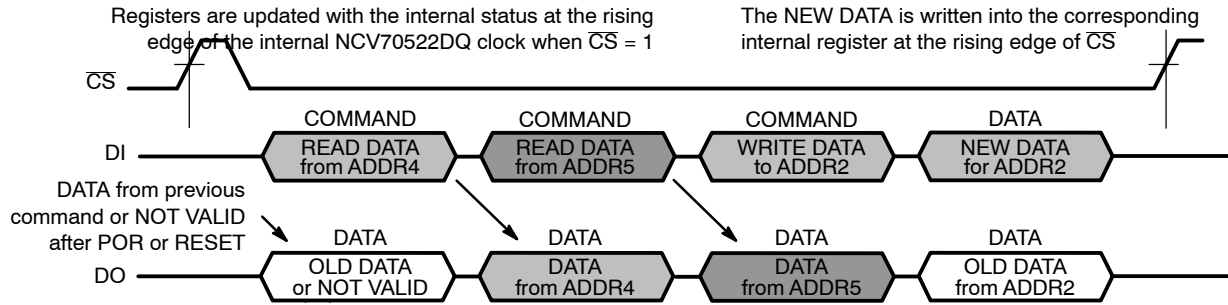 Registers are updated with the internal status at the rising
edge of the internal NCV70522DQ clock when CS = 1
The NEW DATA is written into the corresponding
internal register at the rising edge of CS
CS
COMMAND
COMMAND
COMMAND
DATA
DI
READ DATA
from ADDR4
READ DATA
from ADDR5
WRITE DATA
to ADDR2
NEW DATA
for ADDR2
DATA from previous
command or NOT VALID
after POR or RESET
DATA
DATA
DATA
DATA
DO
OLD DATA
or NOT VALID
DATA
from ADDR4
DATA
from ADDR5
OLD DATA
from ADDR2